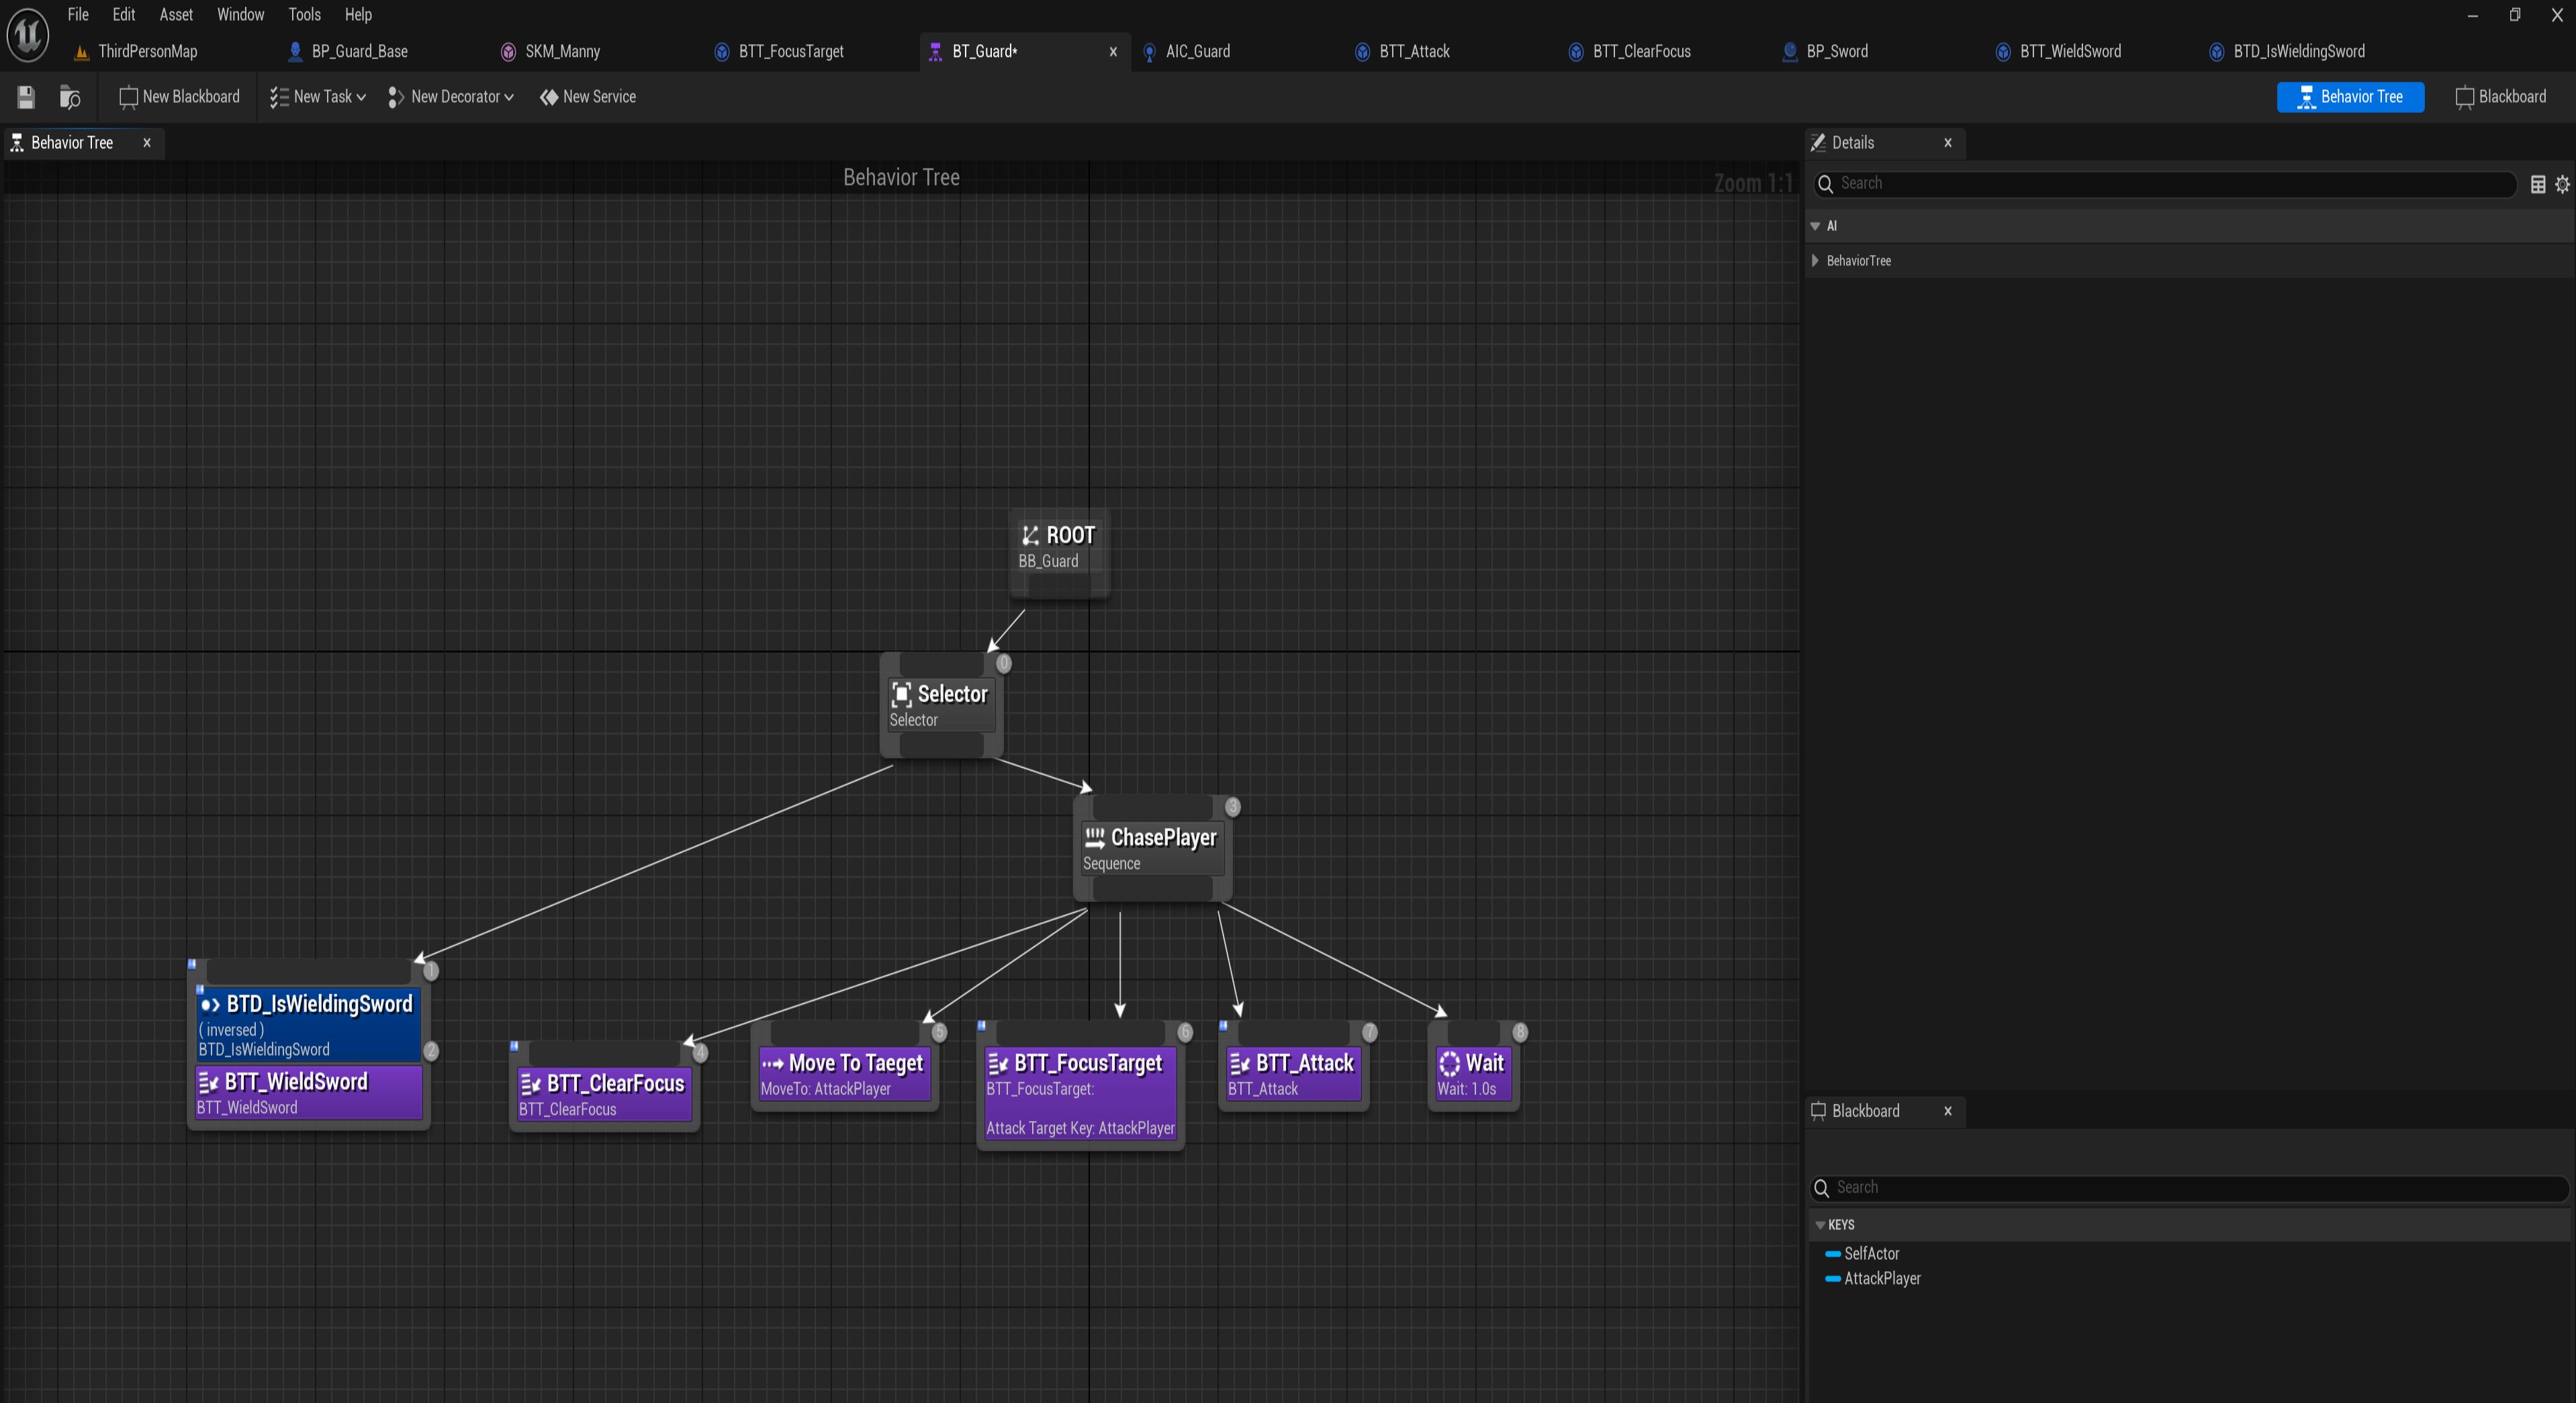 File Edit Asset Window Tools Help
ThirdPersonMap BP_Guard_Base SKM_Manny BTT_FocusTarget BT_Guard* AIC_Guard BTT_Attack BTT_ClearFocus BP_Sword BTT_WieldSword BTD_IsWieldingSword
New Blackboard New Task New Decorator New Service Behavior Tree Blackboard
Behavior Tree
Details
Behavior Tree
Zoom 1:1
Search
AI
BehaviorTree
ROOT
BB_Guard
0
Selector
Selector
3
ChasePlayer
Sequence
1
BTD_IsWieldingSword
( inversed )
BTD_IsWieldingSword
2
BTT_WieldSword
BTT_WieldSword
4
BTT_ClearFocus
BTT_ClearFocus
5
Move To Taeget
MoveTo: AttackPlayer
6
BTT_FocusTarget
BTT_FocusTarget:
Attack Target Key: AttackPlayer
7
BTT_Attack
BTT_Attack
8
Wait
Wait: 1.0s
Blackboard
Search
KEYS
SelfActor
AttackPlayer